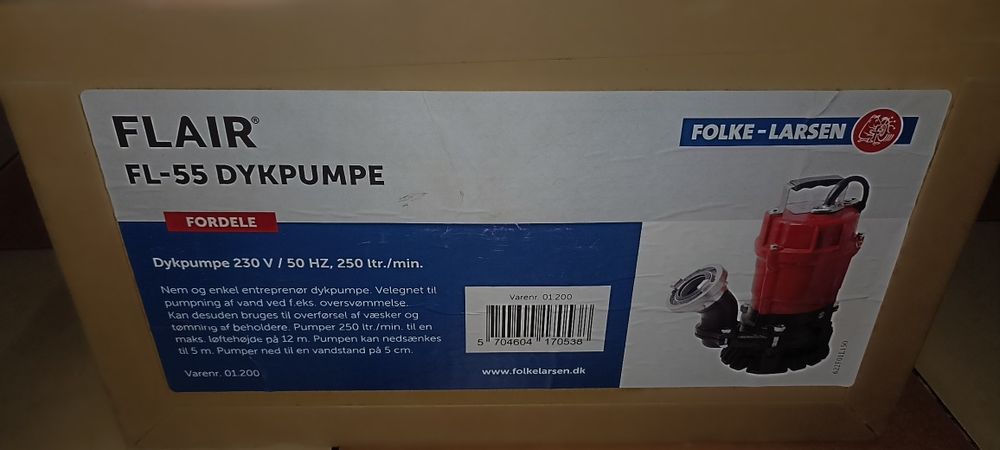 FLAIR®
FL-55 DYKPUMPE
FOLKE-LARSEN
FORDELE
Dykpumpe 230 V / 50 HZ, 250 ltr./min.
Nem og enkel entreprenør dykpumpe. Velegnet til
pumpning af vand ved f.eks. oversvømmelse.
Kan desuden bruges til overførsel af væsker og
tømning af beholdere. Pumper 250 ltr./min. til en
maks. løftehøjde på 12 m. Pumpen kan nedsænkes
til 5 m. Pumper ned til en vandstand på 5 cm.
Varenr. 01.200
Varenr. 01.200
5 704604 170538
www.folkelarsen.dk
622T011.150